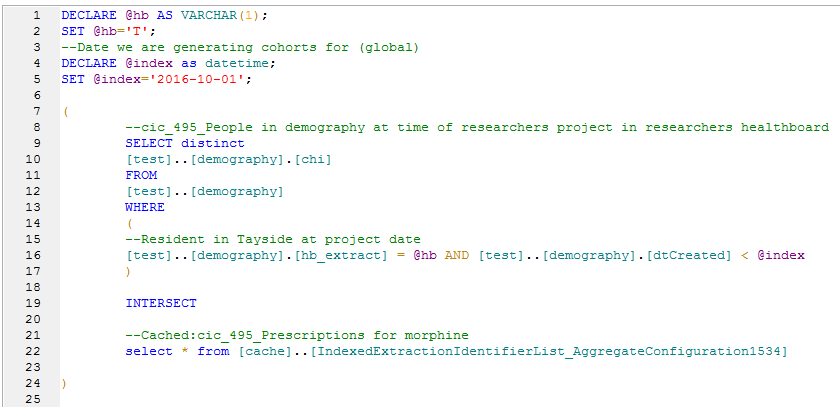 1 DECLARE @hb AS VARCHAR(1);
2 SET @hb='T';
3 --Date we are generating cohorts for (global)
4 DECLARE @index as datetime;
5 SET @index='2016-10-01';
6
7 (
8 --cic_495_People in demography at time of researchers project in researchers healthboard
9 SELECT distinct
10 [test]..[demography].[chi]
11 FROM
12 [test]..[demography]
13 WHERE
14 (
15 --Resident in Tayside at project date
16 [test]..[demography].[hb_extract] = @hb AND [test]..[demography].[dtCreated] < @index
17 )
18
19 INTERSECT
20
21 --Cached:cic_495_Prescriptions for morphine
22 select * from [cache]..[IndexedExtractionIdentifierList_AggregateConfiguration1534]
23
24 )
25